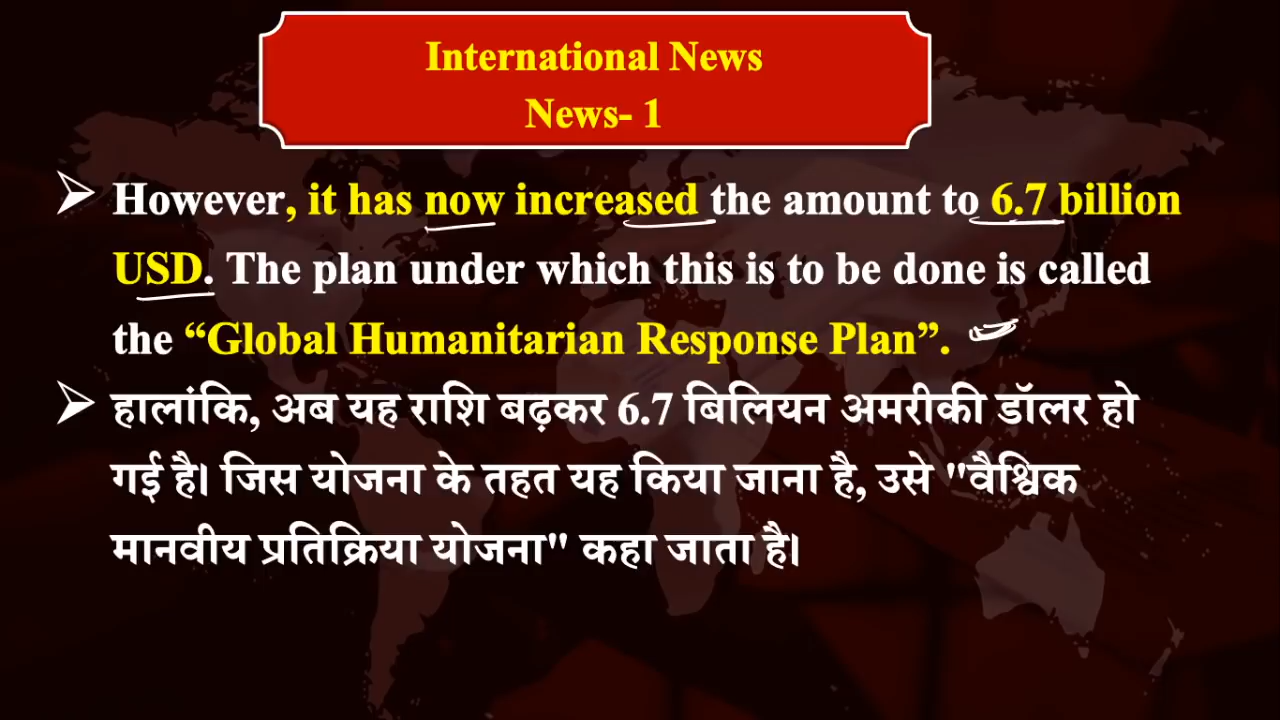 International News
News- 1
However, it has now increased the amount to 6.7 billion
USD. The plan under which this is to be done is called
the “Global Humanitarian Response Plan”.
हालांकि, अब यह राशि बढ़कर 6.7 बिलियन अमरीकी डॉलर हो
गई है। जिस योजना के तहत यह किया जाना है, उसे "वैश्विक
मानवीय प्रतिक्रिया योजना" कहा जाता है।